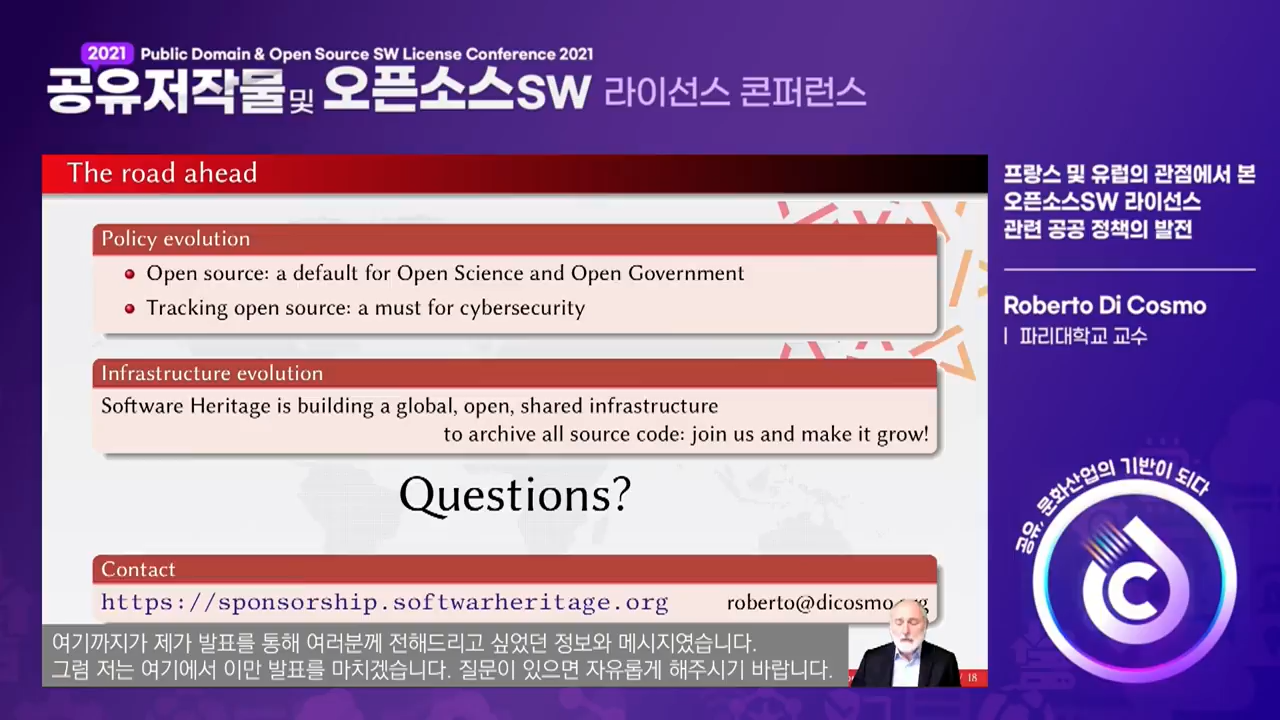 2021 Public Domain & Open Source SW License Conference 2021
공유저작물 및 오픈소스SW 라이선스 콘퍼런스
The road ahead
Policy evolution
Open source: a default for Open Science and Open Government
Tracking open source: a must for cybersecurity
Infrastructure evolution
Software Heritage is building a global, open, shared infrastructure
to archive all source code: join us and make it grow!
Questions?
Contact
https://sponsorship.softwarheritage.org
roberto@dicosmo.org
여기까지가 제가 발표를 통해 여러분께 전해드리고 싶었던 정보와 메시지였습니다.
그럼 저는 여기에서 이만 발표를 마치겠습니다. 질문이 있으면 자유롭게 해주시기 바랍니다.
/ 18
프랑스 및 유럽의 관점에서 본
오픈소스SW 라이선스
관련 공공 정책의 발전
Roberto Di Cosmo
| 파리대학교 교수
공유, 문화산업의 기반이 되다